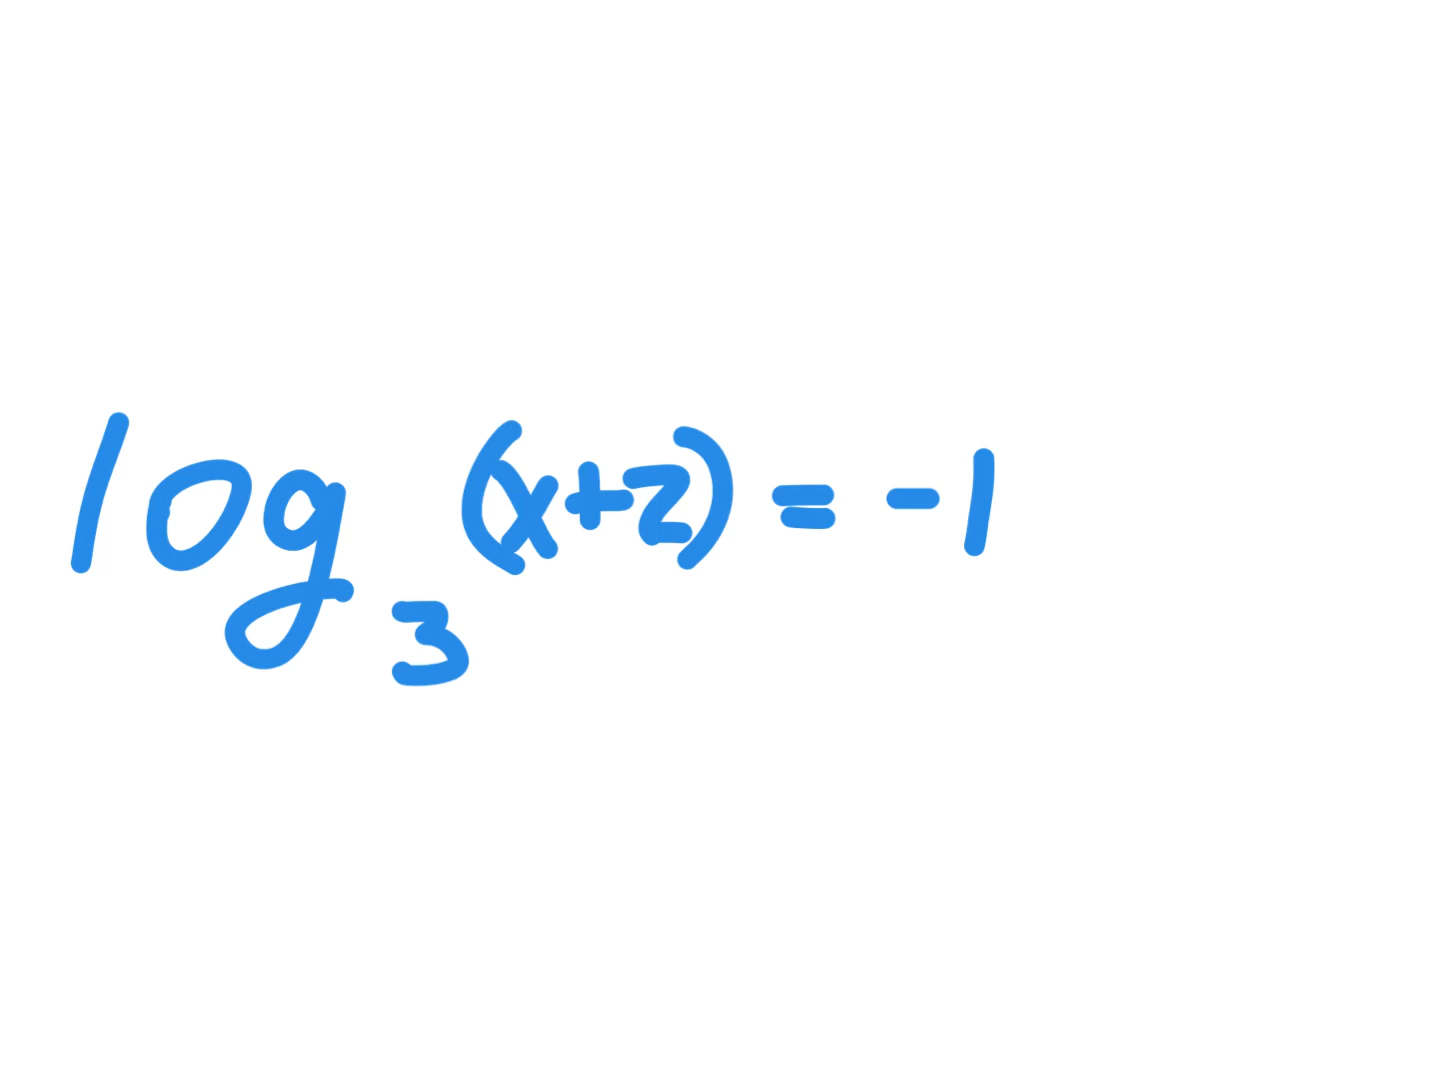 log₃(x+2) = -1